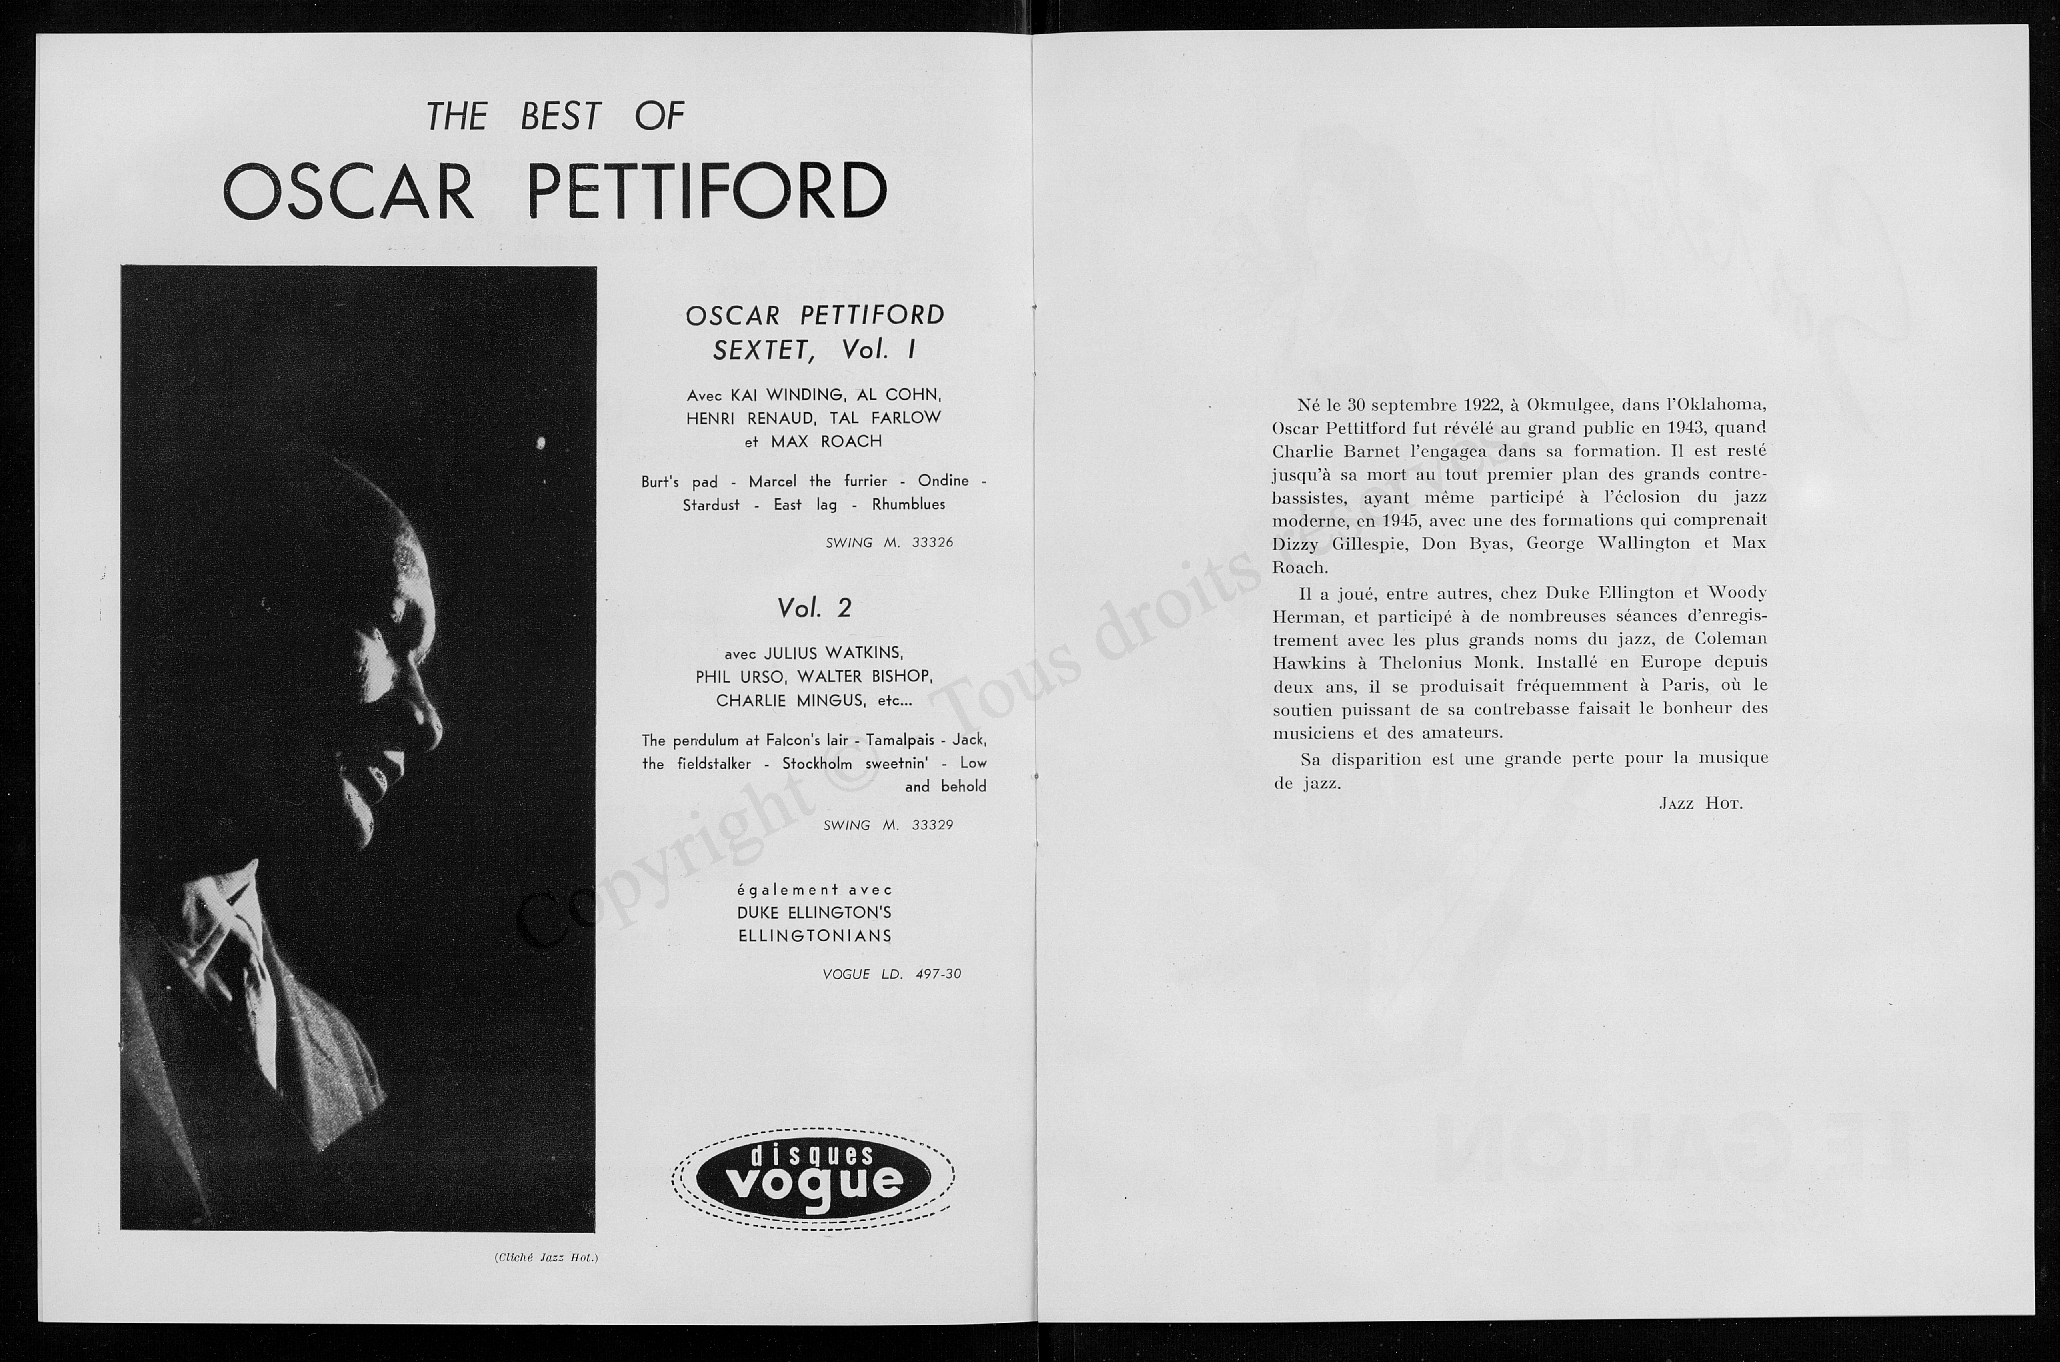 THE BEST OF
OSCAR PETTIFORD
OSCAR PETTIFORD
SEXTET, Vol. I
Avec KAI WINDING, AL COHN,
HENRI RENAUD, TAL FARLOW
et MAX ROACH
Burt's pad - Marcel the furrier - Ondine -
Stardust - East lag - Rhumblues
SWING M. 33326
Vol. 2
avec JULIUS WATKINS,
PHIL URSO, WALTER BISHOP,
CHARLIE MINGUS, etc...
The pendulum at Falcon's lair - Tamalpais - Jack,
the fieldstalker - Stockholm sweetnin' - Low
and behold
SWING M. 33329
également avec
DUKE ELLINGTON'S
ELLINGTONIANS
VOGUE LD. 497-30
disques
vogue
(Cliché Jazz Hot.)
Né le 30 septembre 1922, à Okmulgee, dans l'Oklahoma,
Oscar Pettitford fut révélé au grand public en 1943, quand
Charlie Barnet l'engagea dans sa formation. Il est resté
jusqu'à sa mort au tout premier plan des grands contre-
bassistes, ayant même participé à l'éclosion du jazz
moderne, en 1945, avec une des formations qui comprenait
Dizzy Gillespie, Don Byas, George Wallington et Max
Roach.
Il a joué, entre autres, chez Duke Ellington et Woody
Herman, et participé à de nombreuses séances d'enregis-
trement avec les plus grands noms du jazz, de Coleman
Hawkins à Thelonius Monk. Installé en Europe depuis
deux ans, il se produisait fréquemment à Paris, où le
soutien puissant de sa contrebasse faisait le bonheur des
musiciens et des amateurs.
Sa disparition est une grande perte pour la musique
de jazz.
JAZZ HOT.
Copyright © Tous droits réservés.